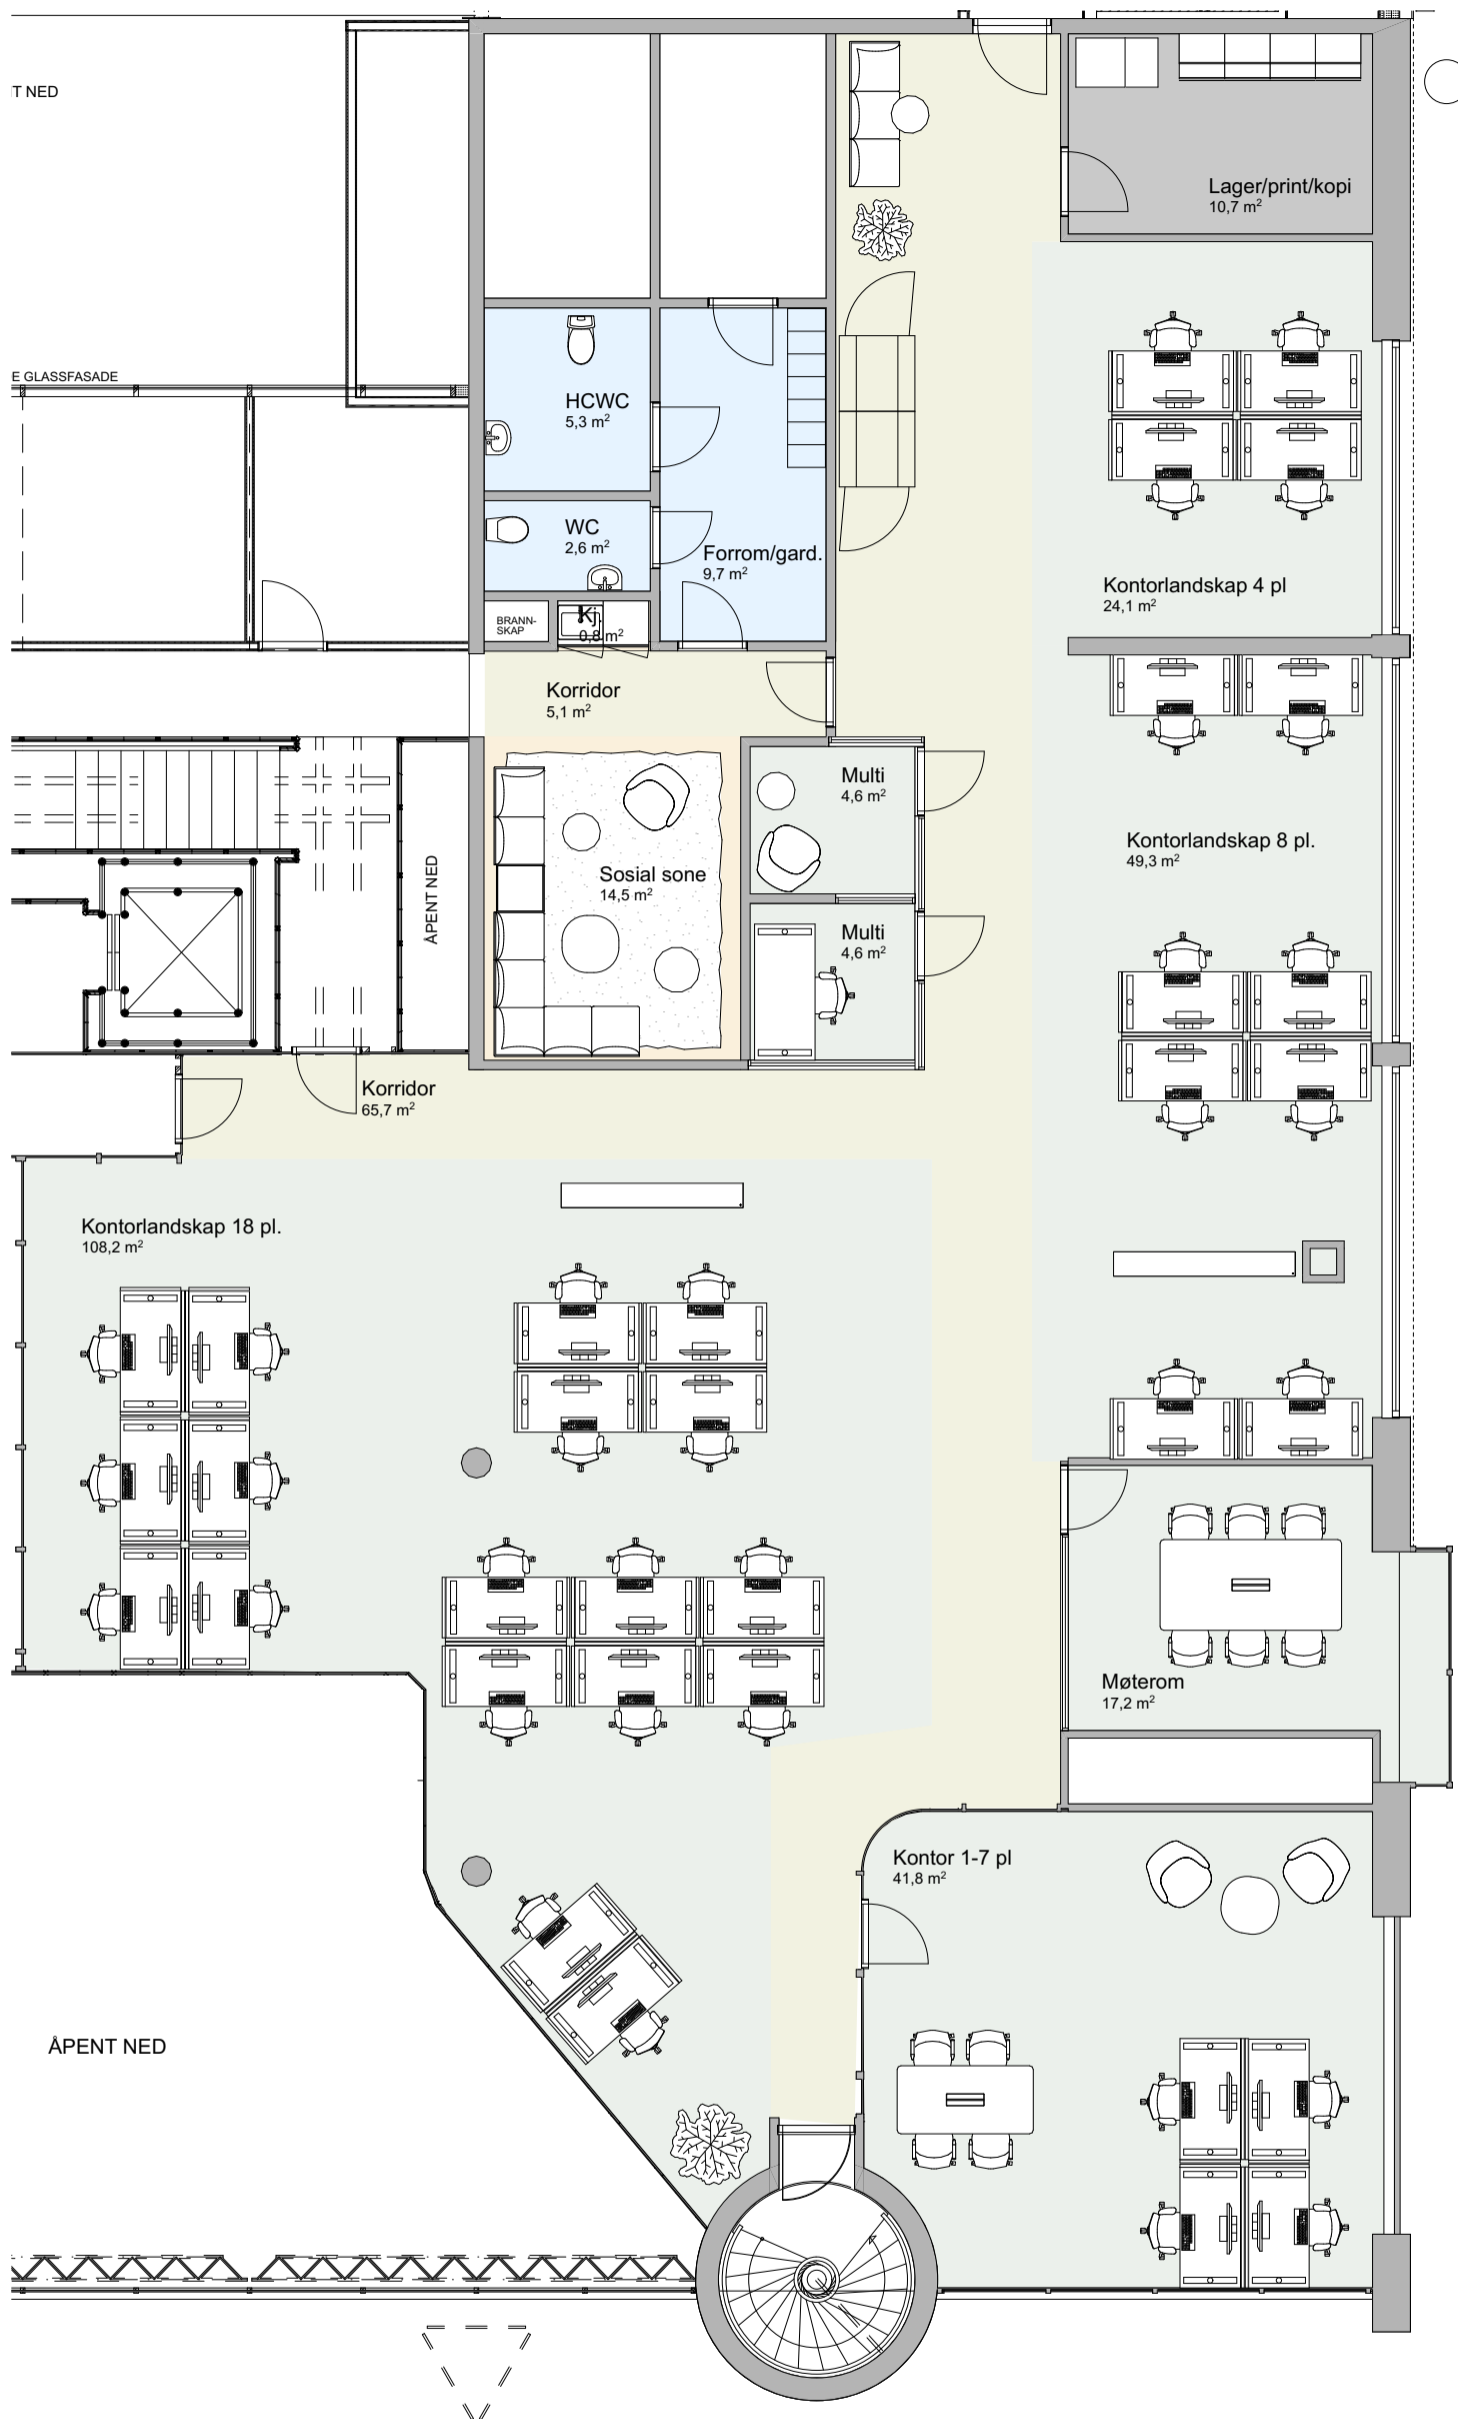 T NED
Lager/print/kopi
10,7 m²
E GLASSFASADE
HCWC
5,3 m²
WC
2,6 m²
Forrom/gard.
9,7 m²
Kontorlandskap 4 pl
24,1 m²
BRANN-
SKAP
Kj.
0,8 m²
Korridor
5,1 m²
Multi
4,6 m²
Kontorlandskap 8 pl.
49,3 m²
Sosial sone
14,5 m²
ÅPENT NED
Multi
4,6 m²
Korridor
65,7 m²
Kontorlandskap 18 pl.
108,2 m²
Møterom
17,2 m²
Kontor 1-7 pl
41,8 m²
ÅPENT NED